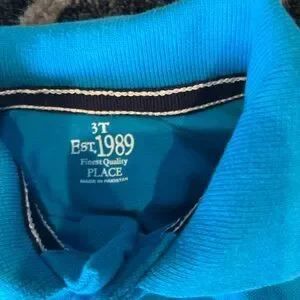 3T
EST. 1989
Finest Quality
PLACE
MADE IN PAKISTAN